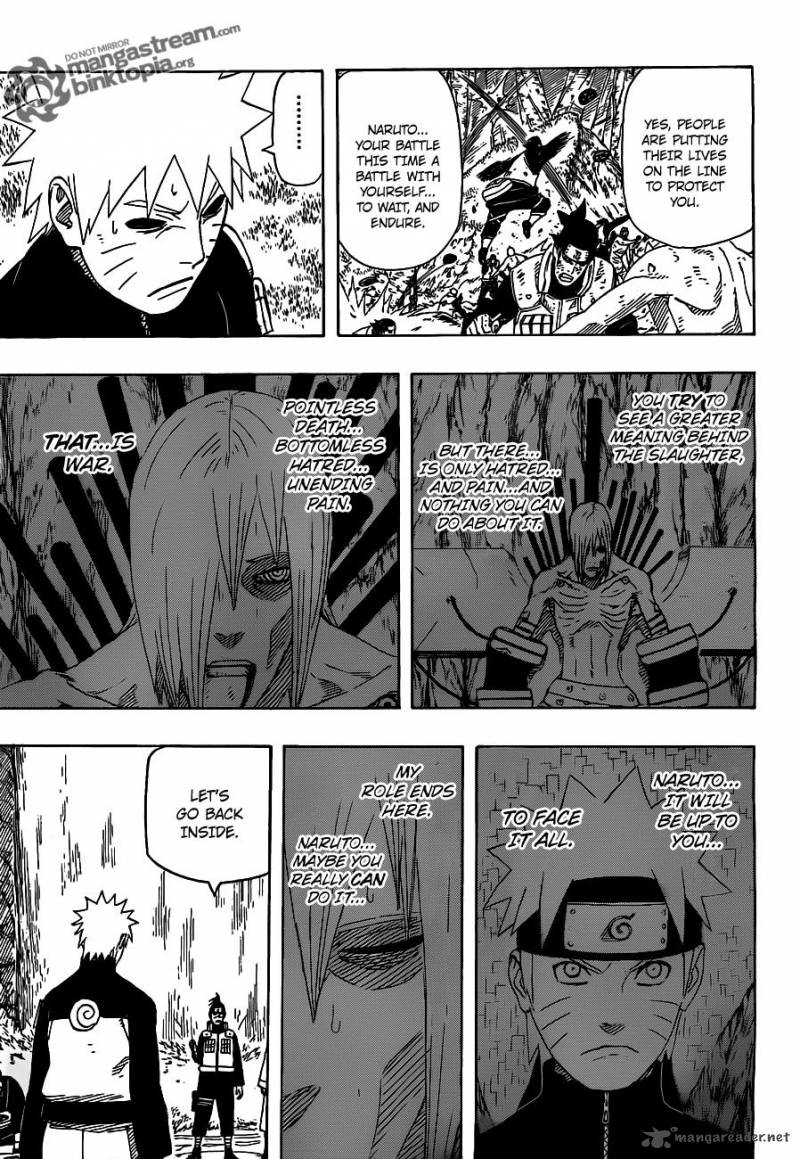 DO NOT MIRROR
mangastream.com
binktopia.org
YES, PEOPLE
ARE PUTTING
THEIR LIVES
ON THE LINE
TO PROTECT
YOU.
NARUTO...
YOUR BATTLE
THIS TIME A
BATTLE WITH
YOURSELF...
TO WAIT, AND
ENDURE.
.........
YOU TRY TO
SEE A GREATER
MEANING BEHIND
THE SLAUGHTER,
BUT THERE...
IS ONLY HATRED...
AND PAIN...AND
NOTHING YOU CAN
DO ABOUT IT.
POINTLESS
DEATH...
BOTTOMLESS
HATRED...
UNENDING
PAIN.
THAT...IS
WAR.
NARUTO...
IT WILL
BE UP TO
YOU...
TO FACE
IT ALL.
MY
ROLE ENDS
HERE.
NARUTO...
MAYBE YOU
REALLY CAN
DO IT...
LET'S
GO BACK
INSIDE.
mangareader.net